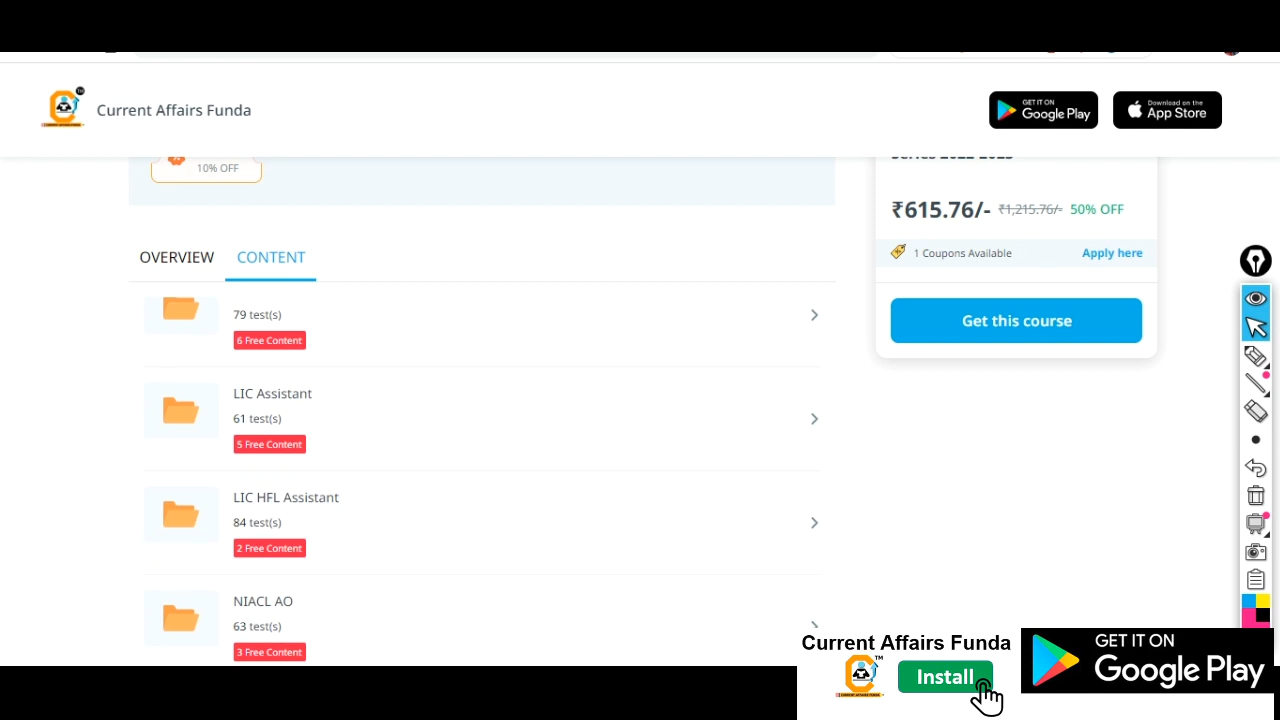 Current Affairs Funda
GET IT ON
Google Play
Download on the
App Store
10% OFF
₹615.76/- ₹1,215.76/- 50% OFF
1 Coupons Available
Apply here
Get this course
OVERVIEW
CONTENT
79 test(s)
6 Free Content
LIC Assistant
61 test(s)
5 Free Content
LIC HFL Assistant
84 test(s)
2 Free Content
NIACL AO
63 test(s)
3 Free Content
Current Affairs Funda
CURRENT AFFAIRS FUNDA
Install
GET IT ON
Google Play